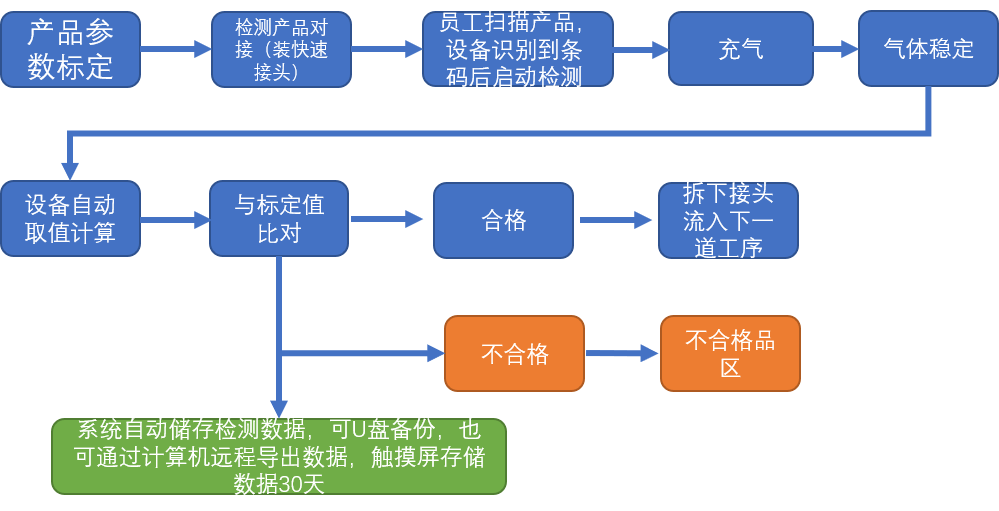 产品参
数标定
检测产品对
接（装快速
接头）
员工扫描产品，
设备识别到条
码后启动检测
充气
气体稳定
设备自动
取值计算
与标定值
比对
合格
拆下接头
流入下一
道工序
不合格
不合格品
区
系统自动储存检测数据，可U盘备份，也
可通过计算机远程导出数据，触摸屏存储
数据30天